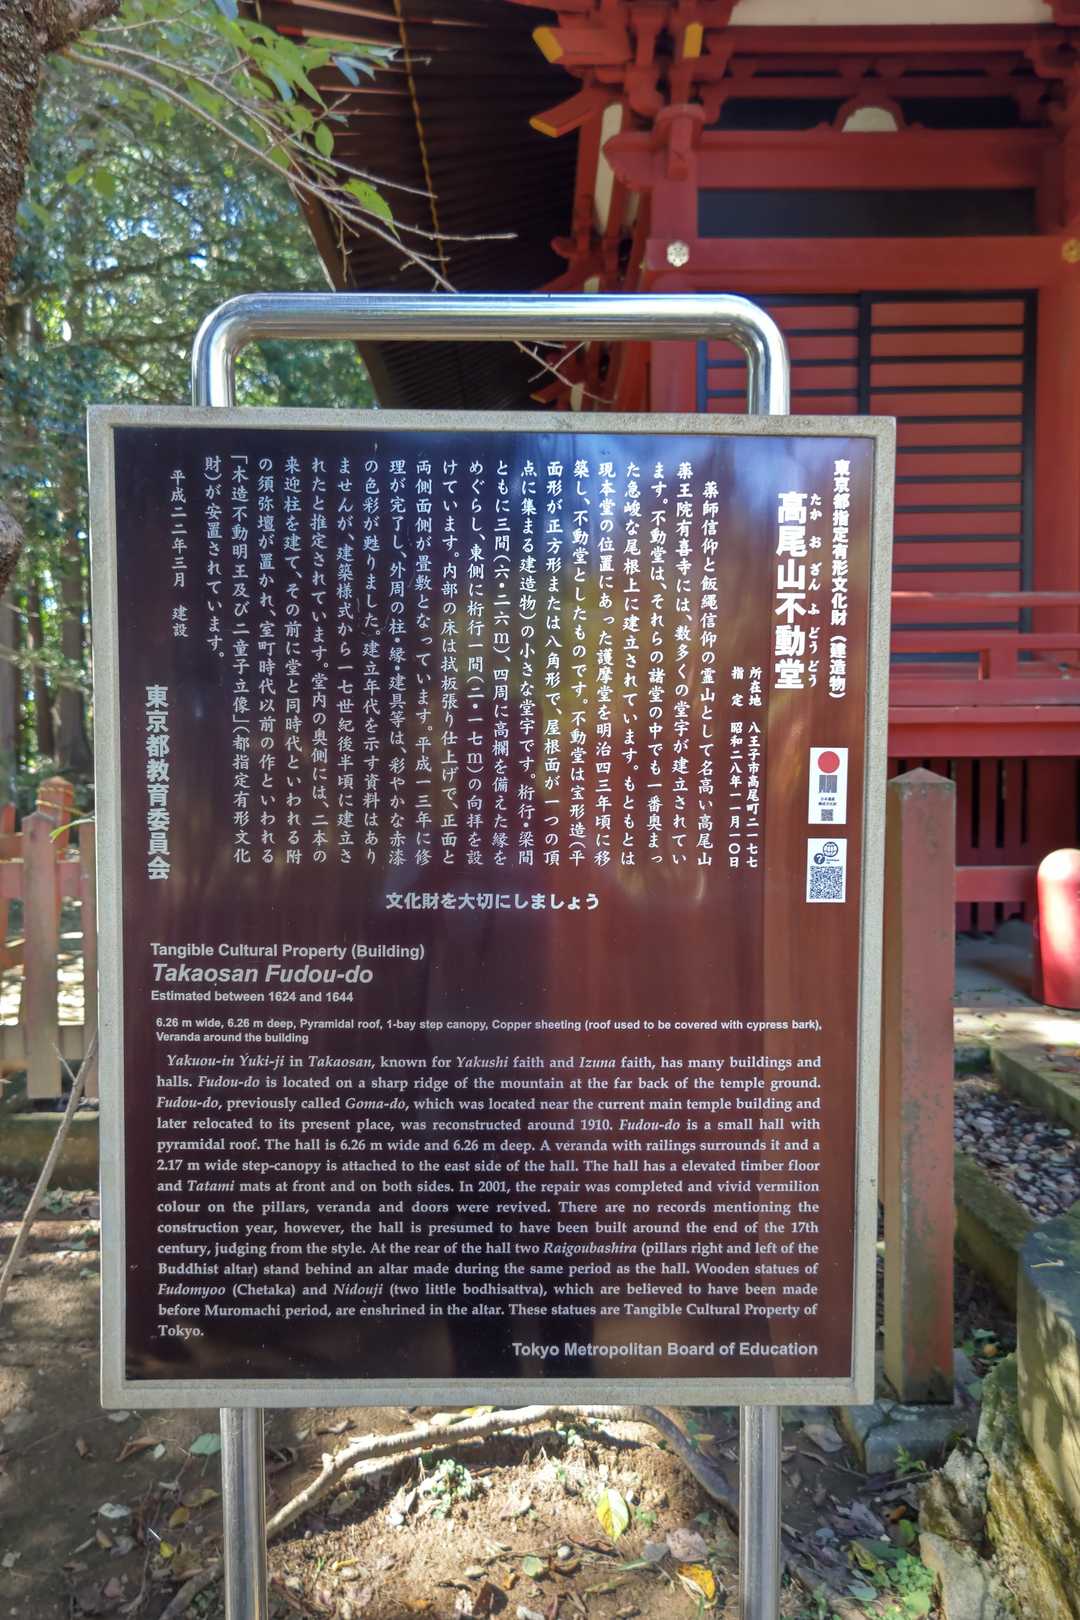 東京都指定有形文化財（建造物）
高尾山不動堂
たかおざんふどうどう
所在地　八王子市高尾町二一七七
指　定　昭和二八年一一月一〇日
薬師信仰と飯縄信仰の霊山として名高い高尾山
薬王院有喜寺には、数多くの堂宇が建立されてい
ます。不動堂は、それらの諸堂の中でも一番奥まっ
た急峻な尾根上に建立されています。もともとは
現本堂の位置にあった護摩堂を明治四三年頃に移
築し、不動堂としたものです。不動堂は宝形造（平
面形が正方形または八角形で、屋根面が一つの頂
点に集まる建造物）の小さな堂宇です。桁行・梁間
ともに三間（六・二六ｍ）、四周に高欄を備えた縁を
めぐらし、東側に桁行一間（二・一七ｍ）の向拝を設
けています。内部の床は拭板張り仕上げで、正面と
両側面側が畳敷となっています。平成一三年に修
理が完了し、外周の柱・縁・建具等は、彩やかな赤漆
の色彩が甦りました。建立年代を示す資料はあり
ませんが、建築様式から一七世紀後半頃に建立さ
れたと推定されています。堂内の奥側には、二本の
来迎柱を建て、その前に堂と同時代といわれる附
の須弥壇が置かれ、室町時代以前の作といわれる
「木造不動明王及び二童子立像」（都指定有形文化
財）が安置されています。
平成二二年三月　建設
東京都教育委員会
文化財を大切にしましょう
Tangible Cultural Property (Building)
Takaosan Fudou-do
Estimated between 1624 and 1644
6.26 m wide, 6.26 m deep, Pyramidal roof, 1-bay step canopy, Copper sheeting (roof used to be covered with cypress bark),
Veranda around the building
Yakuou-in Yuki-ji in Takaosan, known for Yakushi faith and Izuna faith, has many buildings and
halls. Fudou-do is located on a sharp ridge of the mountain at the far back of the temple ground.
Fudou-do, previously called Goma-do, which was located near the current main temple building and
later relocated to its present place, was reconstructed around 1910. Fudou-do is a small hall with
pyramidal roof. The hall is 6.26 m wide and 6.26 m deep. A veranda with railings surrounds it and a
2.17 m wide step-canopy is attached to the east side of the hall. The hall has a elevated timber floor
and Tatami mats at front and on both sides. In 2001, the repair was completed and vivid vermilion
colour on the pillars, veranda and doors were revived. There are no records mentioning the
construction year, however, the hall is presumed to have been built around the end of the 17th
century, judging from the style. At the rear of the hall two Raigoubashira (pillars right and left of the
Buddhist altar) stand behind an altar made during the same period as the hall. Wooden statues of
Fudomyoo (Chetaka) and Nidouji (two little bodhisattva), which are believed to have been made
before Muromachi period, are enshrined in the altar. These statues are Tangible Cultural Property of
Tokyo.
Tokyo Metropolitan Board of Education